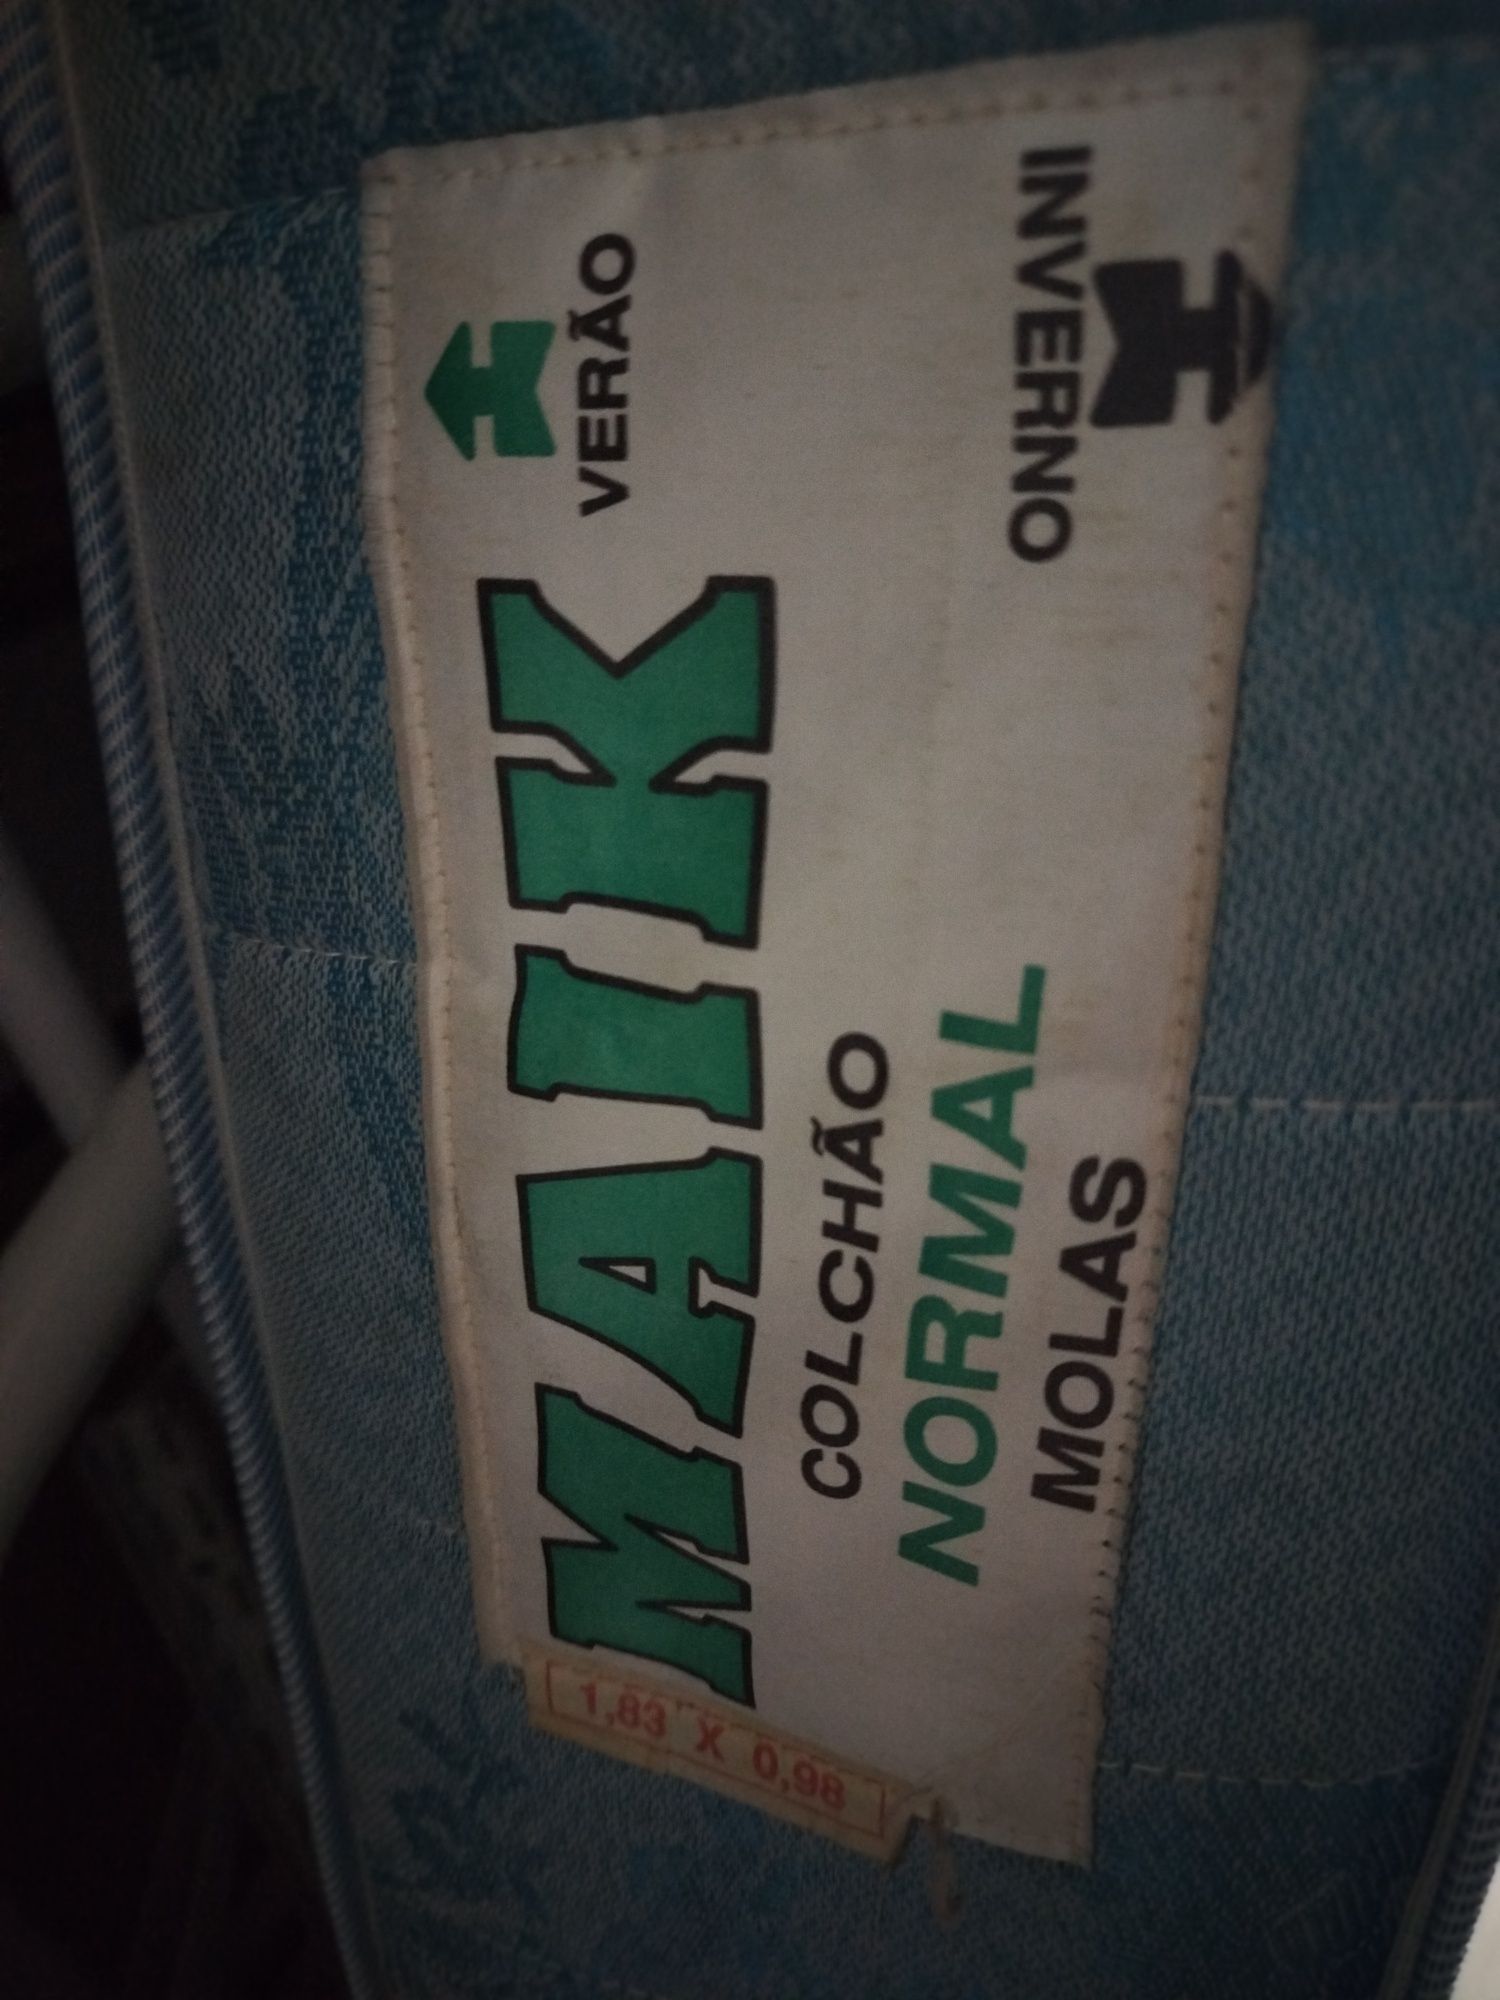 VERÃO
MAIK
COLCHÃO
NORMAL
MOLAS
INVERNO
1,83 X 0,98